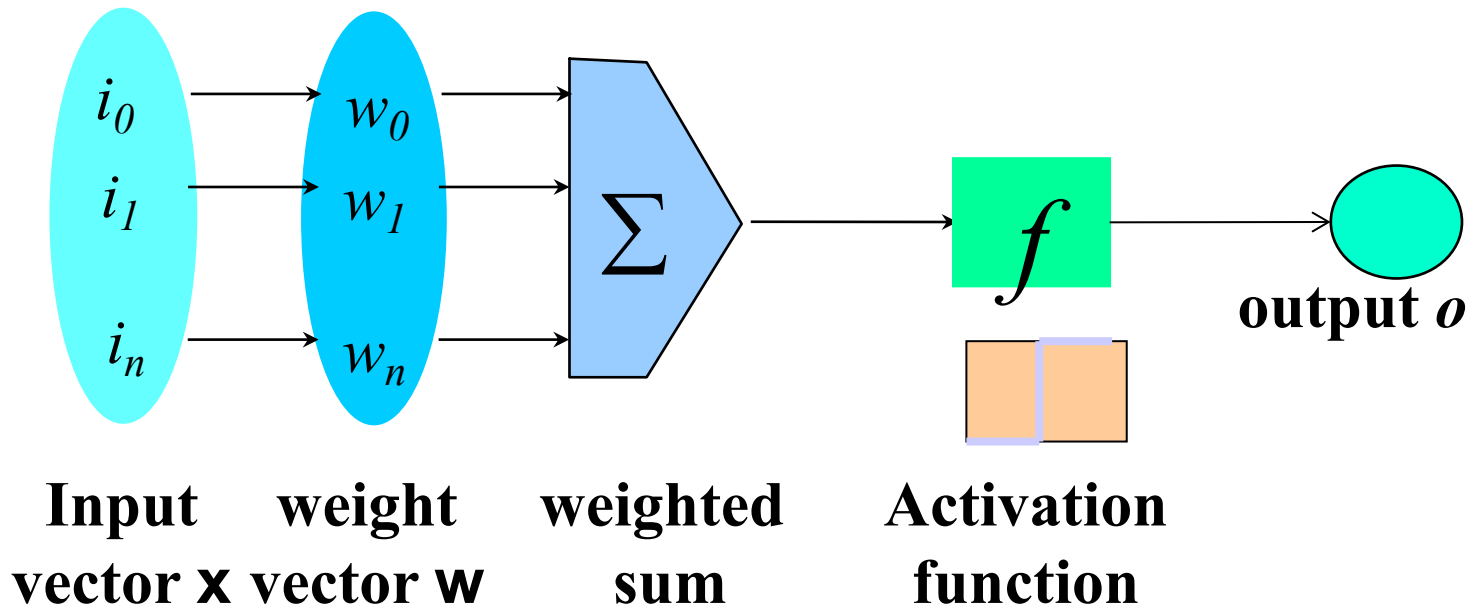 i0 w0
i1 w1
∑ f
in wn
output o
Input weight weighted Activation
vector x vector w sum function